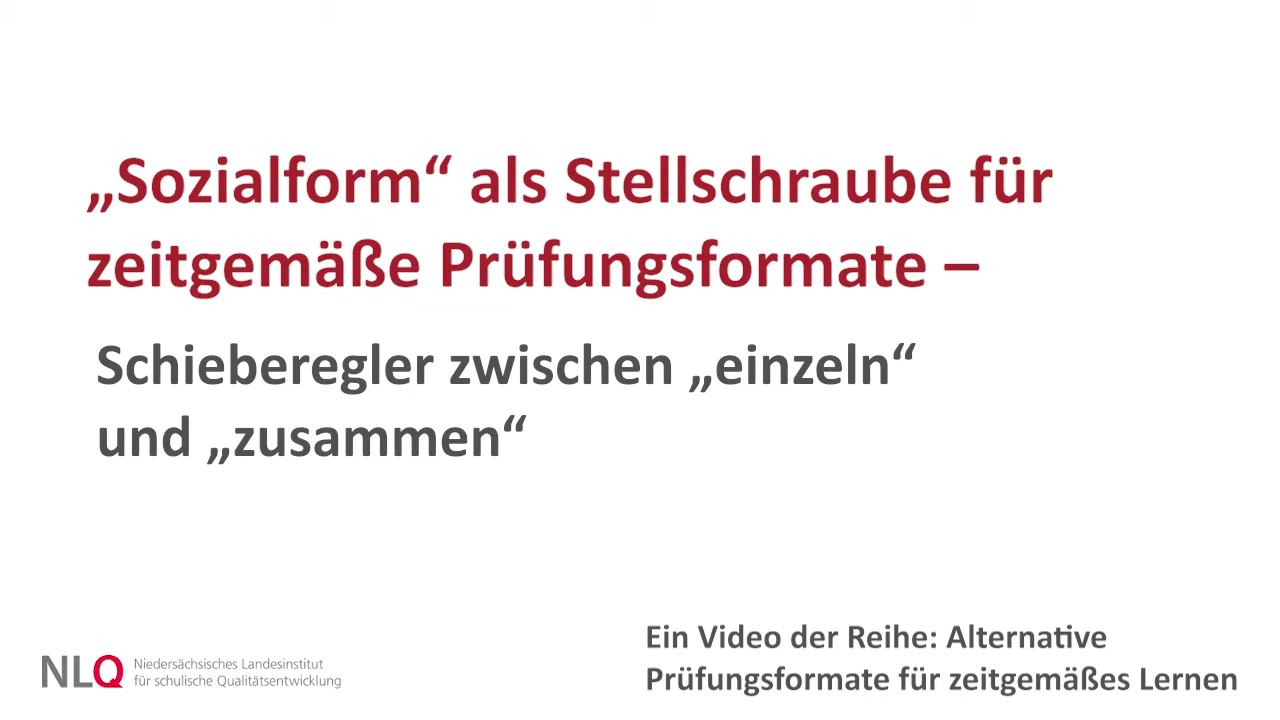 „Sozialform“ als Stellschraube für
zeitgemäße Prüfungsformate –
Schieberegler zwischen „einzeln“
und „zusammen“
Ein Video der Reihe: Alternative
Prüfungsformate für zeitgemäßes Lernen
NLQ
Niedersächsisches Landesinstitut
für schulische Qualitätsentwicklung